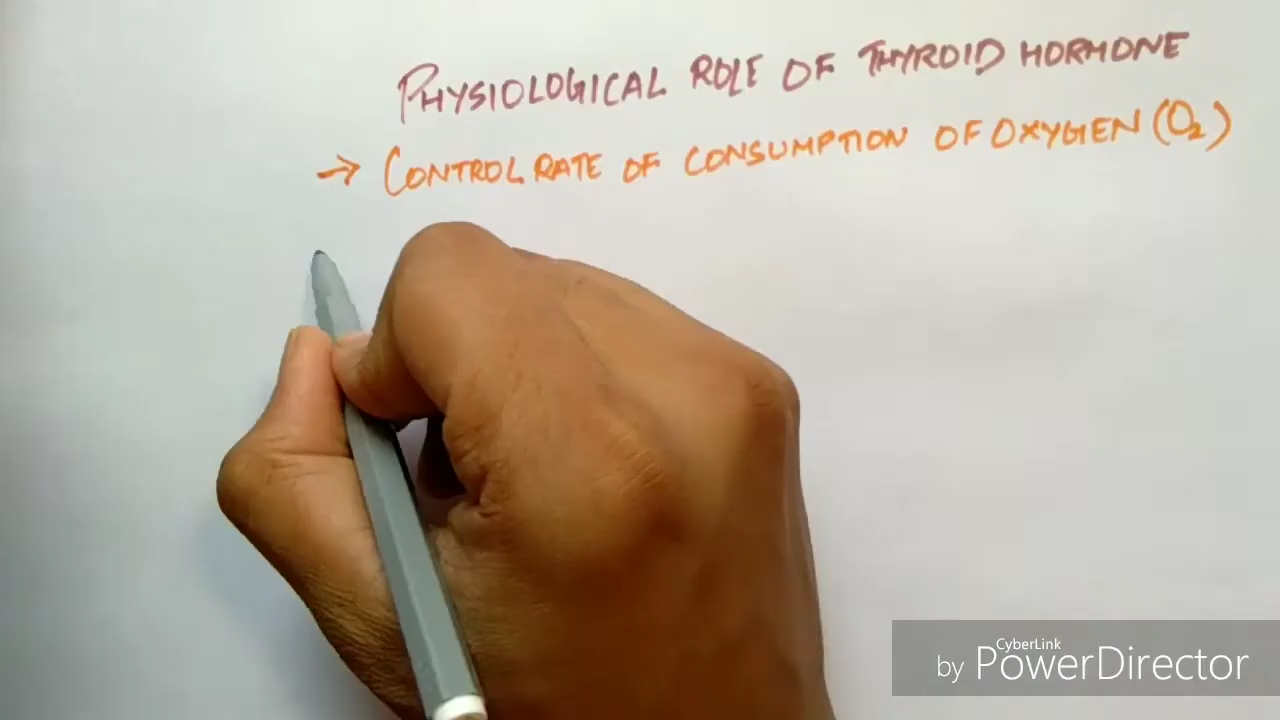 PHYSIOLOGICAL ROLE OF THYROID HORMONE
→ CONTROL RATE OF CONSUMPTION OF OXYGEN (O₂)
CyberLink
by PowerDirector